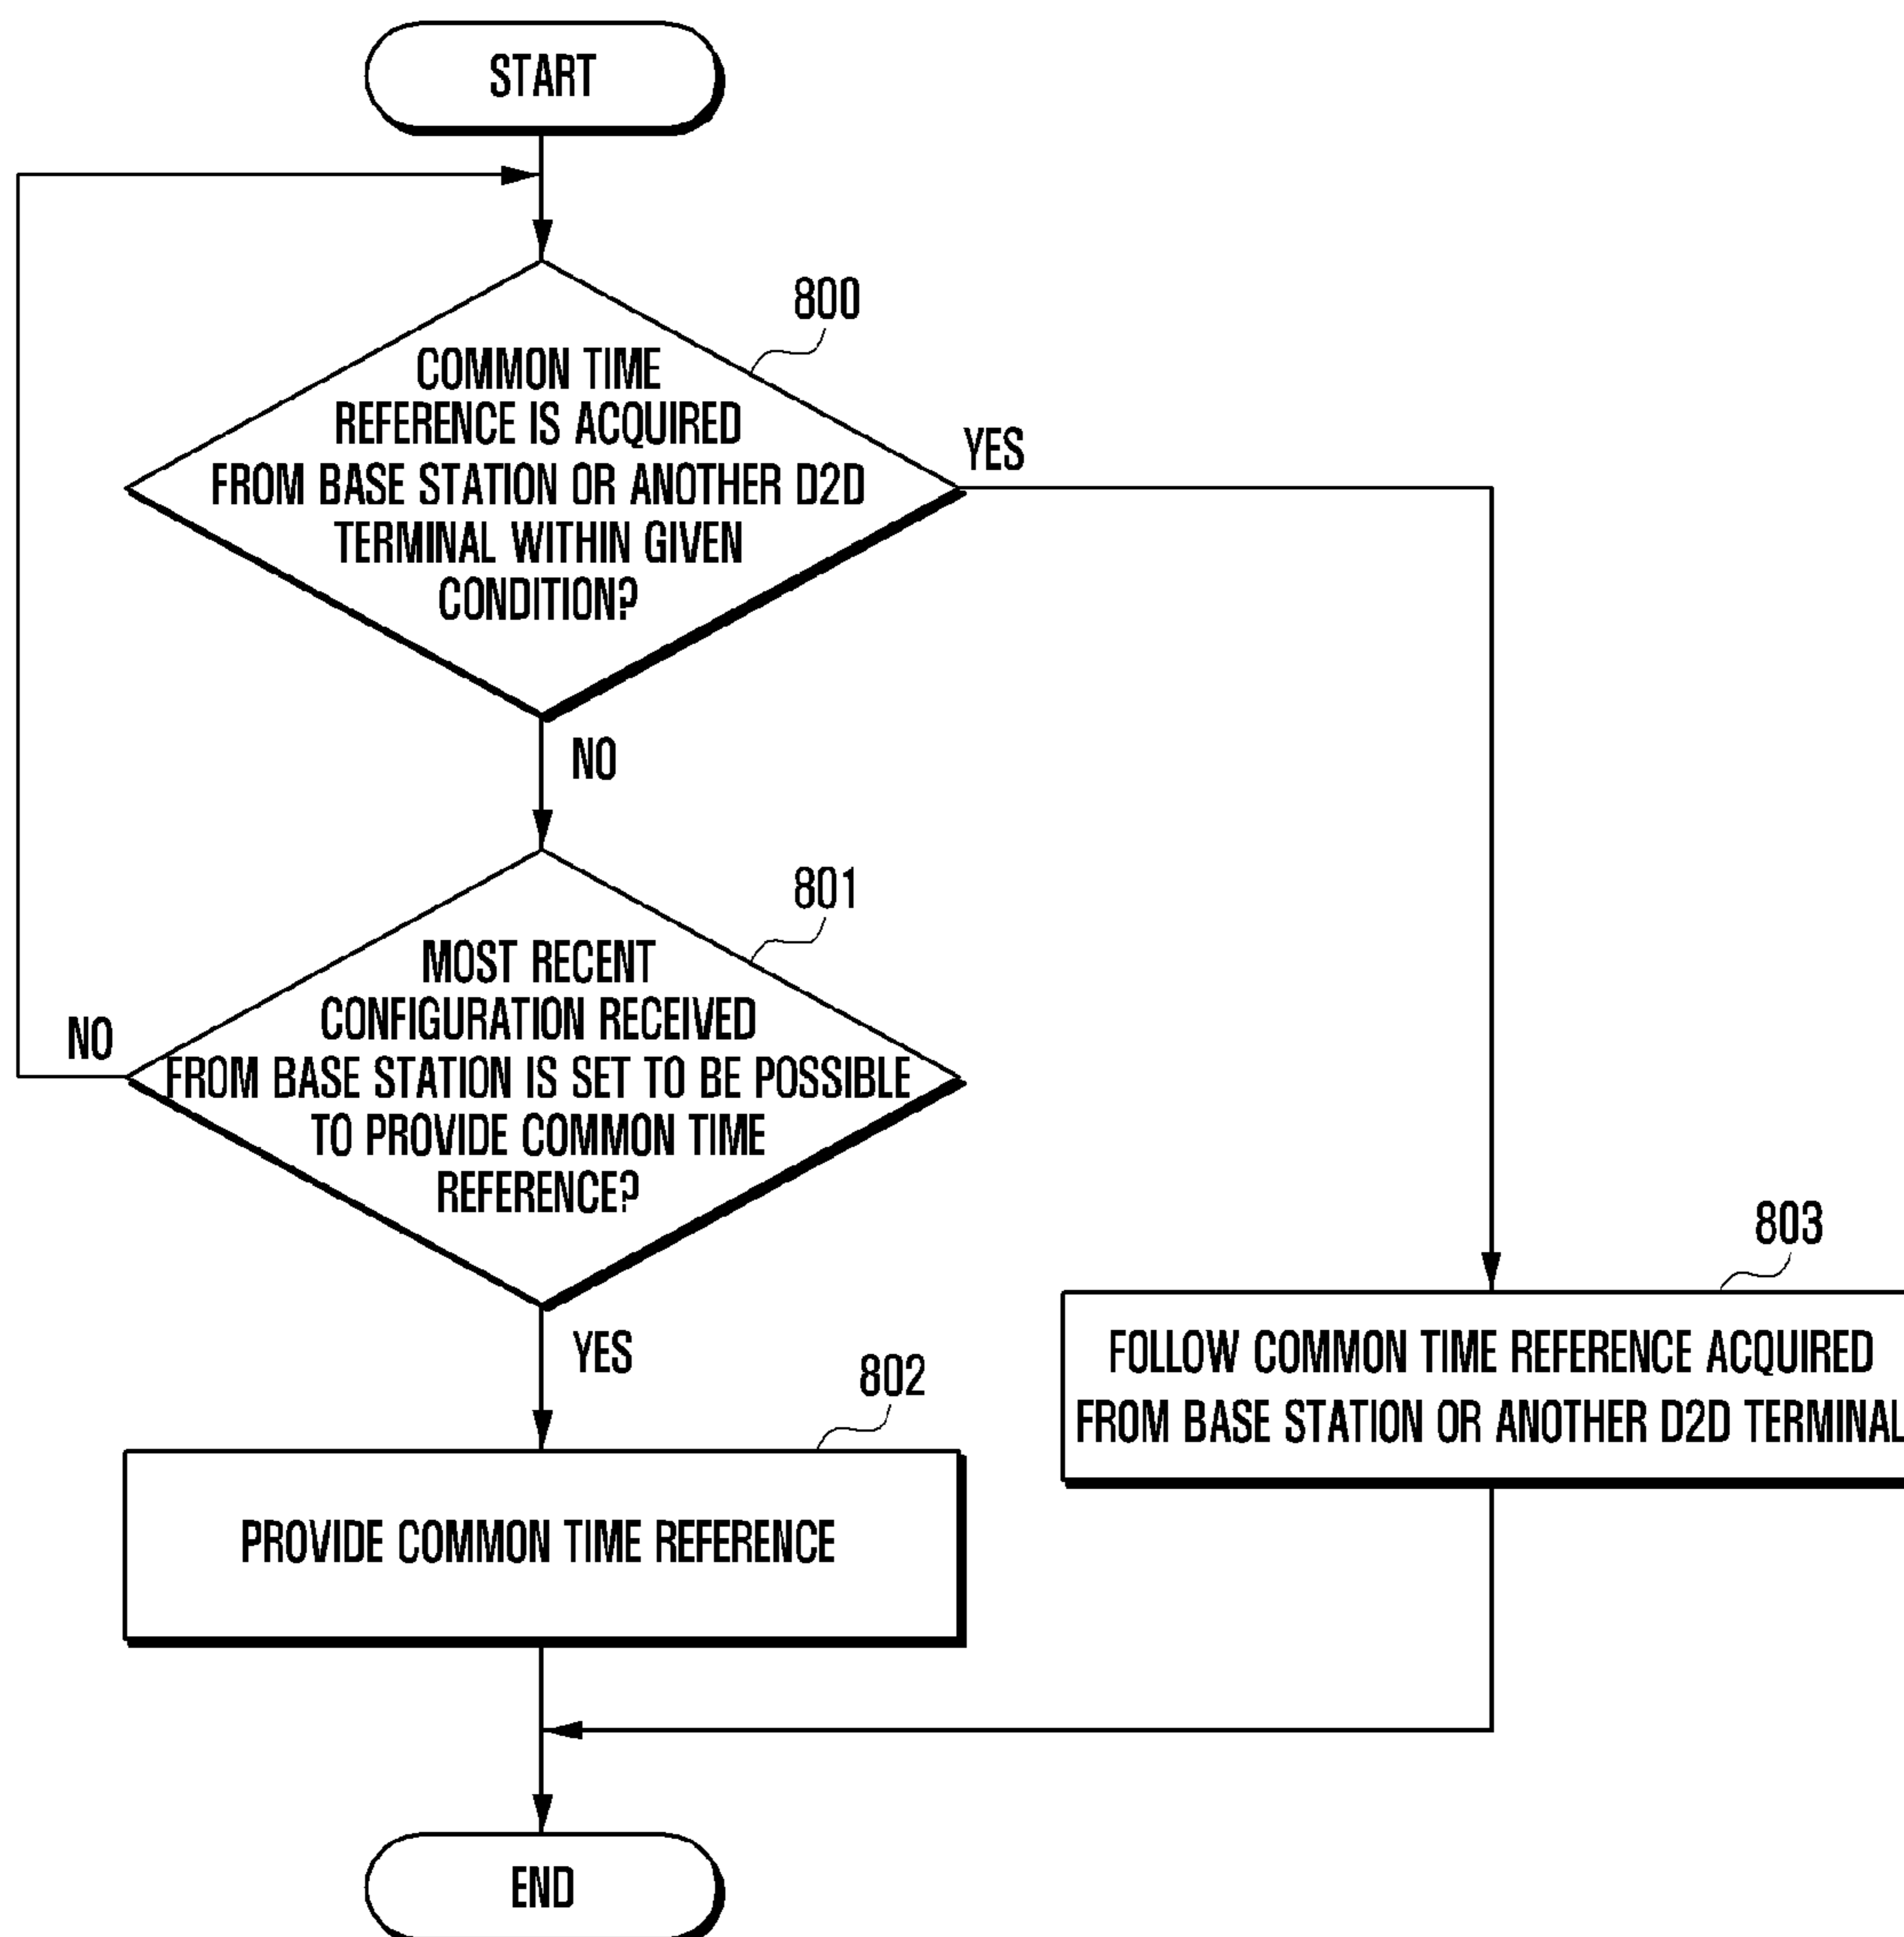 START
800
COMMON TIME
REFERENCE IS ACQUIRED
FROM BASE STATION OR ANOTHER D2D
TERMINAL WITHIN GIVEN
CONDITION?
YES
NO
801
MOST RECENT
CONFIGURATION RECEIVED
FROM BASE STATION IS SET TO BE POSSIBLE
TO PROVIDE COMMON TIME
REFERENCE?
NO
YES
802
PROVIDE COMMON TIME REFERENCE
803
FOLLOW COMMON TIME REFERENCE ACQUIRED
FROM BASE STATION OR ANOTHER D2D TERMINAL
END